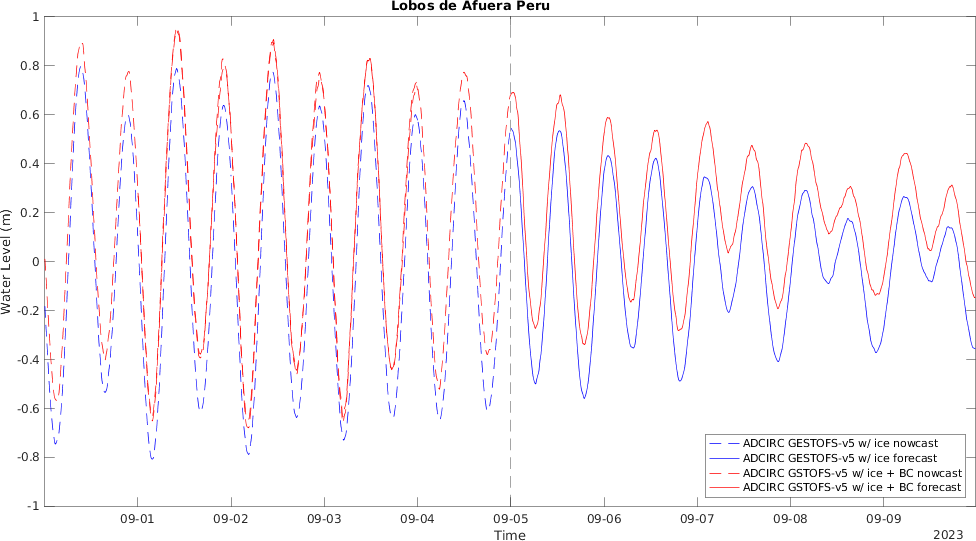 Lobos de Afuera Peru
1
0.8
0.6
0.4
0.2
0
-0.2
-0.4
-0.6
-0.8
-1
Water Level (m)
ADCIRC GESTOFS-v5 w/ ice nowcast
ADCIRC GESTOFS-v5 w/ ice forecast
ADCIRC GSTOFS-v5 w/ ice + BC nowcast
ADCIRC GSTOFS-v5 w/ ice + BC forecast
09-01 09-02 09-03 09-04 09-05 09-06 09-07 09-08 09-09
Time
2023